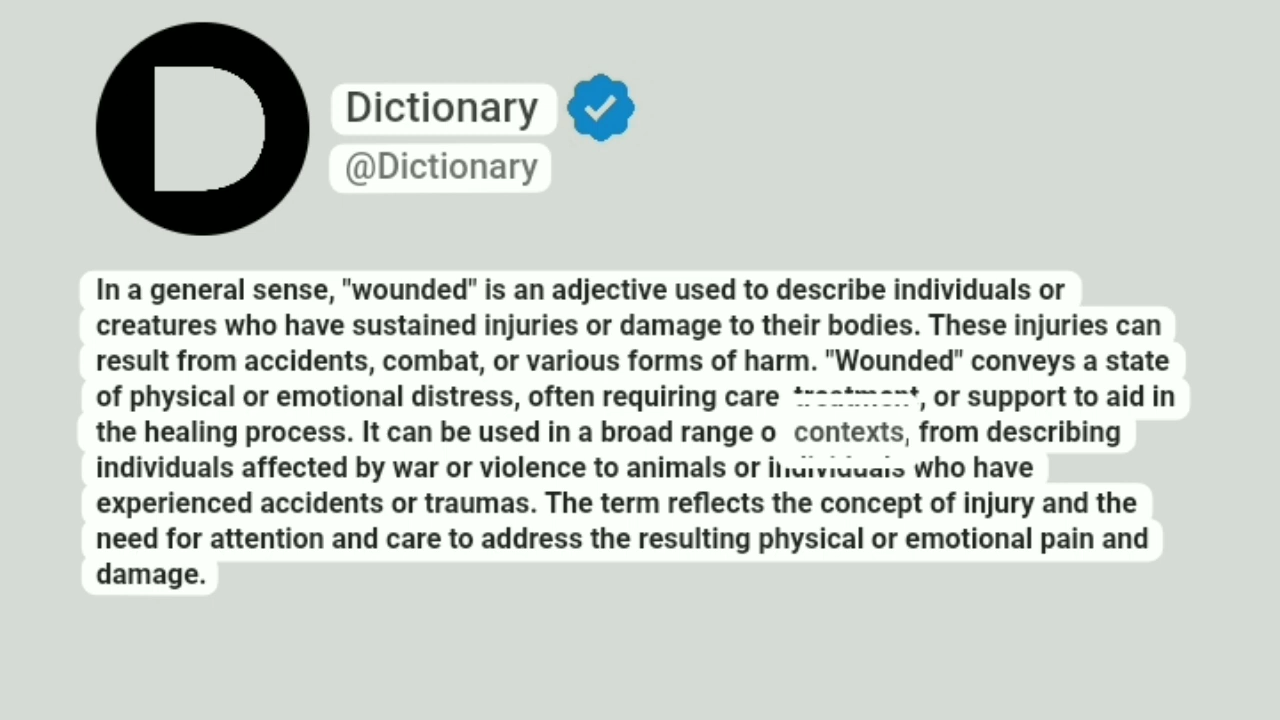 D
Dictionary
@Dictionary
In a general sense, "wounded" is an adjective used to describe individuals or
creatures who have sustained injuries or damage to their bodies. These injuries can
result from accidents, combat, or various forms of harm. "Wounded" conveys a state
of physical or emotional distress, often requiring care treatment, or support to aid in
the healing process. It can be used in a broad range o contexts, from describing
individuals affected by war or violence to animals or individuals who have
experienced accidents or traumas. The term reflects the concept of injury and the
need for attention and care to address the resulting physical or emotional pain and
damage.